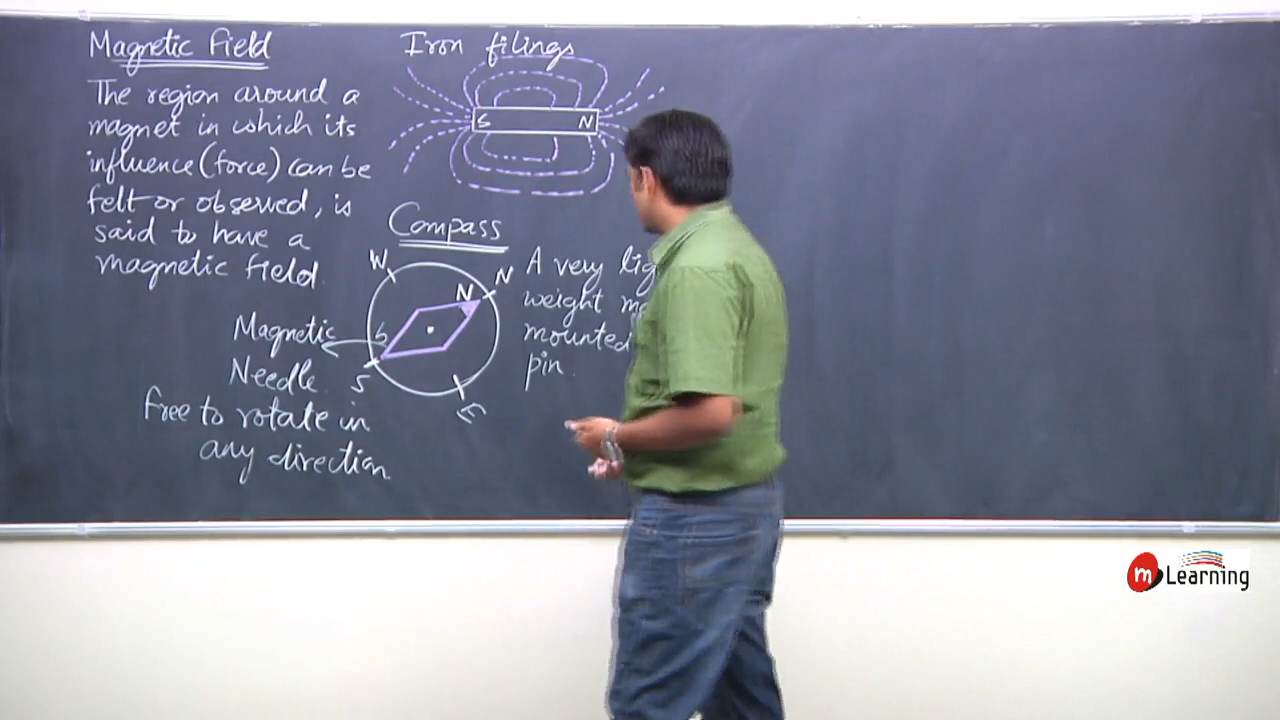 Magnetic Field
The region around a
magnet in which its
influence (force) can be
felt or observed, is
said to have a
magnetic field.
Iron filings
S N
Compass
W N
N
S
S
E
Magnetic
Needle.
free to rotate in
any direction
A very
weight
mounted
pin.
m Learning